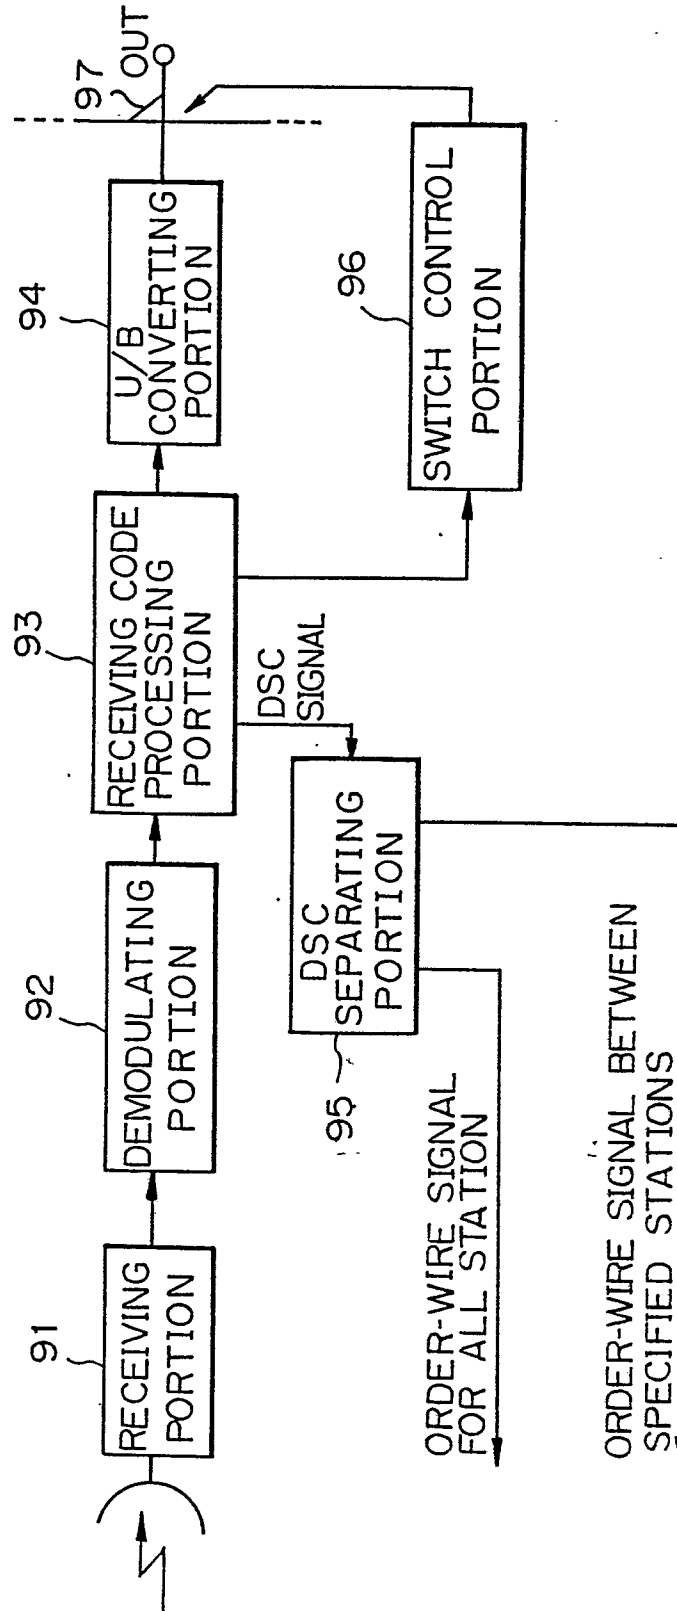 91
RECEIVING
PORTION
92
DEMODULATING
PORTION
93
RECEIVING CODE
PROCESSING
PORTION
94
U/B
CONVERTING
PORTION
97
OUT
DSC
SIGNAL
95
DSC
SEPARATING
PORTION
96
SWITCH CONTROL
PORTION
ORDER-WIRE SIGNAL
FOR ALL STATION
ORDER-WIRE SIGNAL BETWEEN
SPECIFIED STATIONS